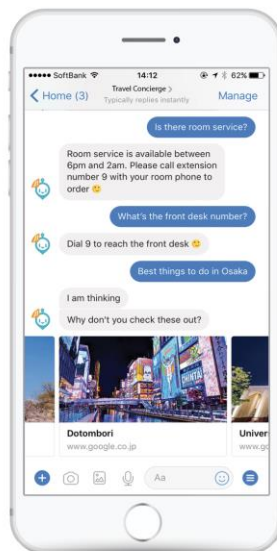 SoftBank 14:12 62%
Home (3) Travel Concierge > Manage
Typically replies instantly
Is there room service?
Room service is available between
6pm and 2am. Please call extension
number 9 with your room phone to
order
What's the front desk number?
Dial 9 to reach the front desk
Best things to do in Osaka
I am thinking
Why don't you check these out?
Dotombori Univer
www.google.co.jp www.go
Aa